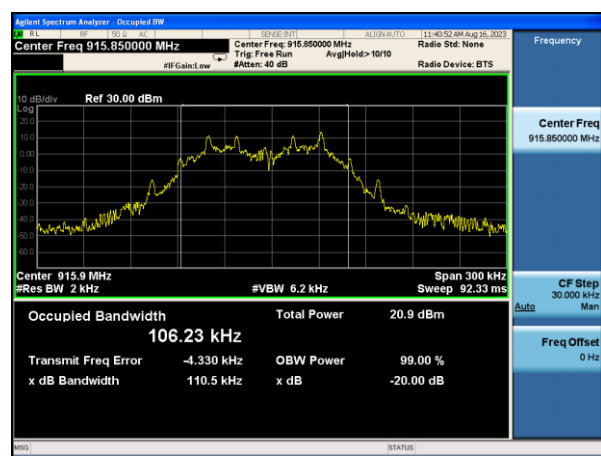 Agilent Spectrum Analyzer - Occupied BW
RL RF 50 Ω AC SENSE:INT ALIGN AUTO 11:40:52 AM Aug 16, 2023
Center Freq 915.850000 MHz
Center Freq: 915.850000 MHz
Radio Std: None
Trig: Free Run Avg|Hold:>10/10
#IFGain:Low #Atten: 40 dB Radio Device: BTS
Frequency
10 dB/div Ref 30.00 dBm
Log
20.0
10.0
0.00
-10.0
-20.0
-30.0
-40.0
-50.0
-60.0
Center Freq
915.850000 MHz
Center 915.9 MHz Span 300 kHz
#Res BW 2 kHz #VBW 6.2 kHz Sweep 92.33 ms
CF Step
30.000 kHz
Auto Man
Occupied Bandwidth Total Power 20.9 dBm
106.23 kHz
Transmit Freq Error -4.330 kHz OBW Power 99.00 %
x dB Bandwidth 110.5 kHz x dB -20.00 dB
Freq Offset
0 Hz
MSG STATUS